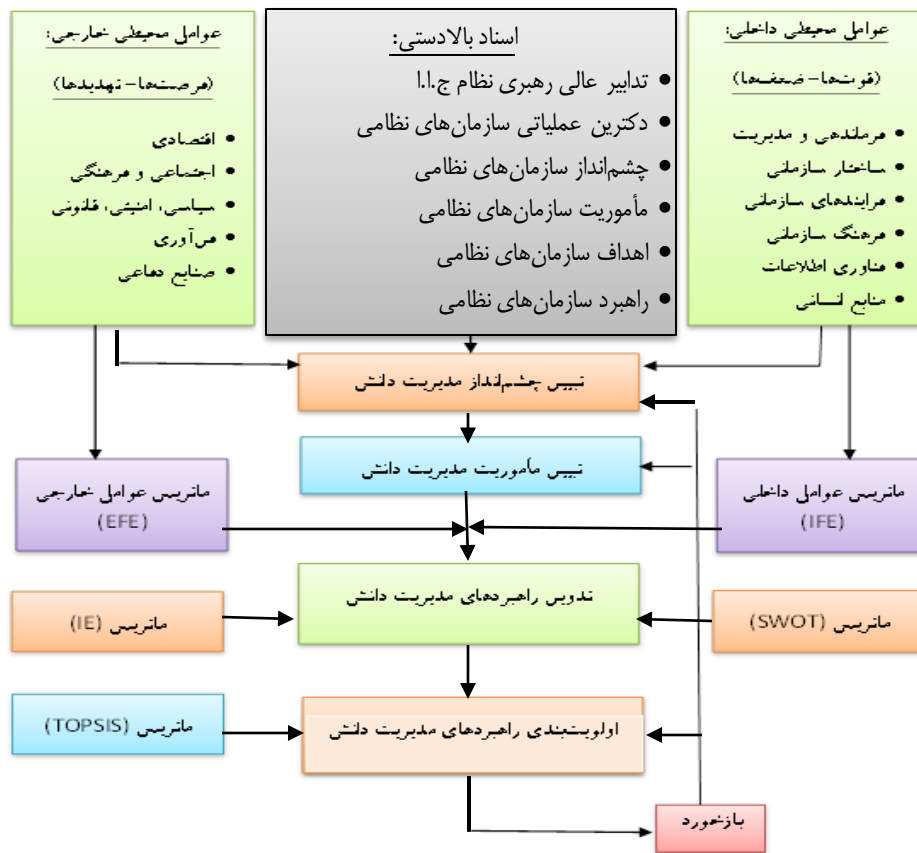 عوامل محیطی داخلی:
(قوت‌ها-ضعف‌ها)
• فرماندهی و مدیریت
• ساختار سازمانی
• فرایندهای سازمانی
• فرهنگ سازمانی
• فناوری اطلاعات
• منابع انسانی
اسناد بالادستی:
• تدابیر عالی رهبری نظام ج.ا.ا
• دکترین عملیاتی سازمان‌های نظامی
• چشم‌انداز سازمان‌های نظامی
• مأموریت سازمان‌های نظامی
• اهداف سازمان‌های نظامی
• راهبرد سازمان‌های نظامی
عوامل محیطی خارجی:
(فرصت‌ها-تهدیدها)
• اقتصادی
• اجتماعی و فرهنگی
• سیاسی، امنیتی، قانونی
• فن‌آوری
• صنایع دفاعی
تبیین چشم‌انداز مدیریت دانش
تبیین مأموریت مدیریت دانش
ماتریس عوامل داخلی
(IFE)
ماتریس عوامل خارجی
(EFE)
تدوین راهبردهای مدیریت دانش
ماتریس (SWOT)
ماتریس (IE)
اولویت‌بندی راهبردهای مدیریت دانش
ماتریس (TOPSIS)
بازخورد